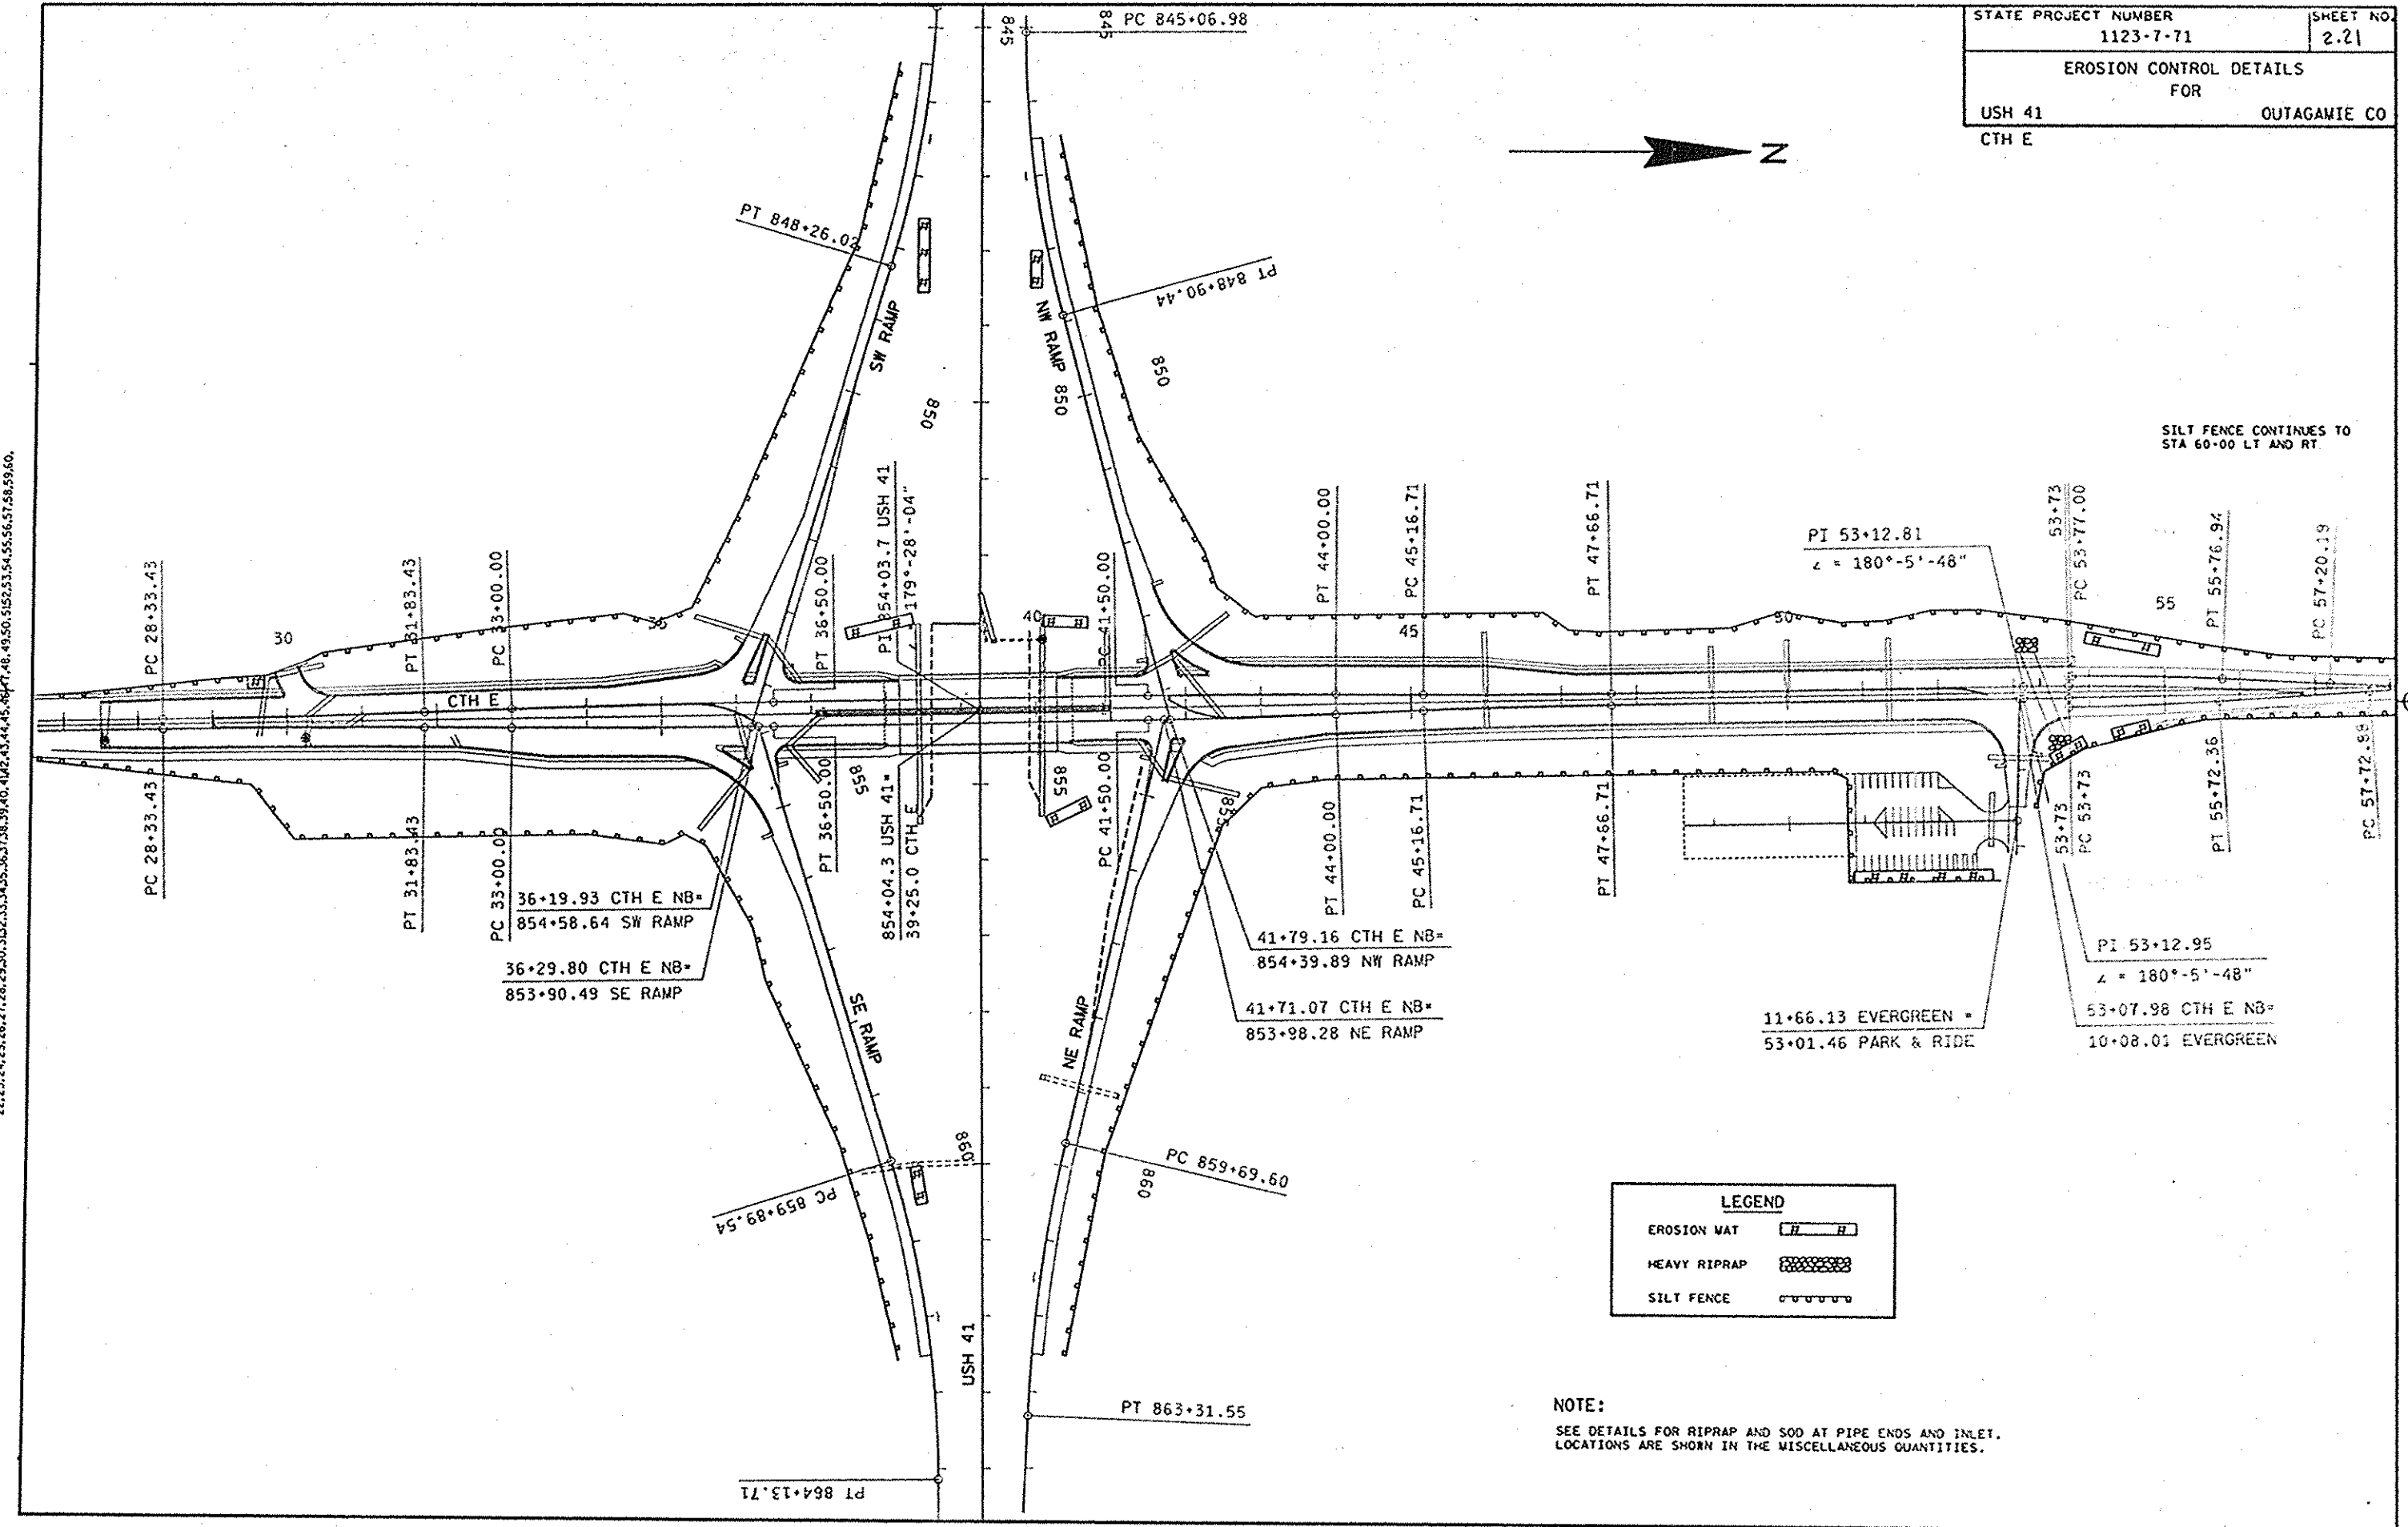 STATE PROJECT NUMBER
1123-7-71
SHEET NO.
2.21
EROSION CONTROL DETAILS
FOR
USH 41 OUTAGAMIE CO
CTH E
PC 845+06.98
845
845
N
PT 848+26.02
PT 848+90.44
SW RAMP
NW RAMP
850
850
850
SILT FENCE CONTINUES TO
STA 60+00 LT AND RT
PC 28+33.43
PT 31+83.43
PC 33+00.00
PT 36+50.00
PI 854+03.7 USH 41
179°-28'-04"
PC 41+50.00
PT 44+00.00
PC 45+16.71
PT 47+66.71
PI 53+12.81
∠ = 180°-5'-48"
53+73
PC 53+77.00
PT 55+76.94
PC 57+20.19
30
35
40
45
50
55
CTH E
PC 28+33.43
PT 31+83.43
PC 33+00.00
PT 36+50.00
855
854+04.3 USH 41=
39+25.0 CTH E
855
PC 41+50.00
855
PT 44+00.00
PC 45+16.71
PT 47+66.71
53+73
PC 53+73
PT 55+72.36
PC 57+72.88
36+19.93 CTH E NB=
854+58.64 SW RAMP
36+29.80 CTH E NB=
853+90.49 SE RAMP
41+79.16 CTH E NB=
854+39.89 NW RAMP
41+71.07 CTH E NB=
853+98.28 NE RAMP
PI 53+12.95
∠ = 180°-5'-48"
11+66.13 EVERGREEN =
53+01.46 PARK & RIDE
53+07.98 CTH E NB=
10+08.01 EVERGREEN
SE RAMP
NE RAMP
860
PC 859+89.54
PC 859+69.60
860
USH 41
PT 863+31.55
PT 864+13.71
LEGEND
EROSION MAT
HEAVY RIPRAP
SILT FENCE
NOTE:
SEE DETAILS FOR RIPRAP AND SOD AT PIPE ENDS AND INLET.
LOCATIONS ARE SHOWN IN THE MISCELLANEOUS QUANTITIES.